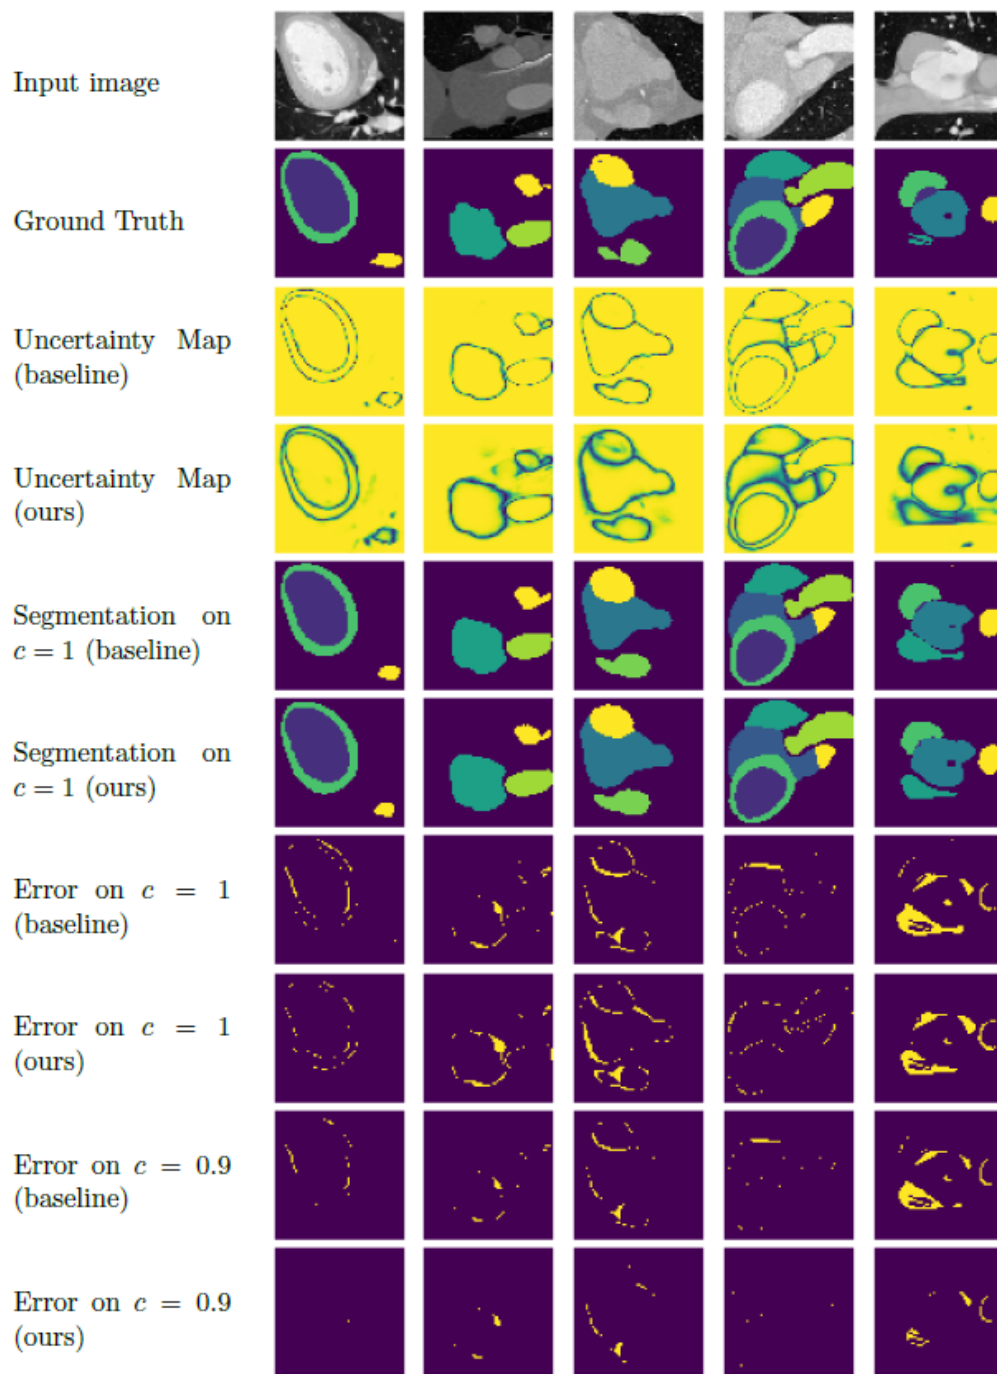 Input image
Ground Truth
Uncertainty Map
(baseline)
Uncertainty Map
(ours)
Segmentation on
c = 1 (baseline)
Segmentation on
c = 1 (ours)
Error on c = 1
(baseline)
Error on c = 1
(ours)
Error on c = 0.9
(baseline)
Error on c = 0.9
(ours)